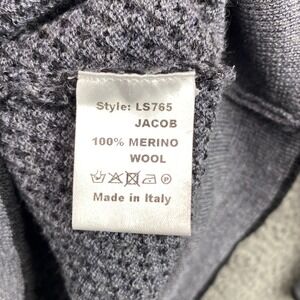 Style: LS765
JACOB
100% MERINO
WOOL
Made in Italy